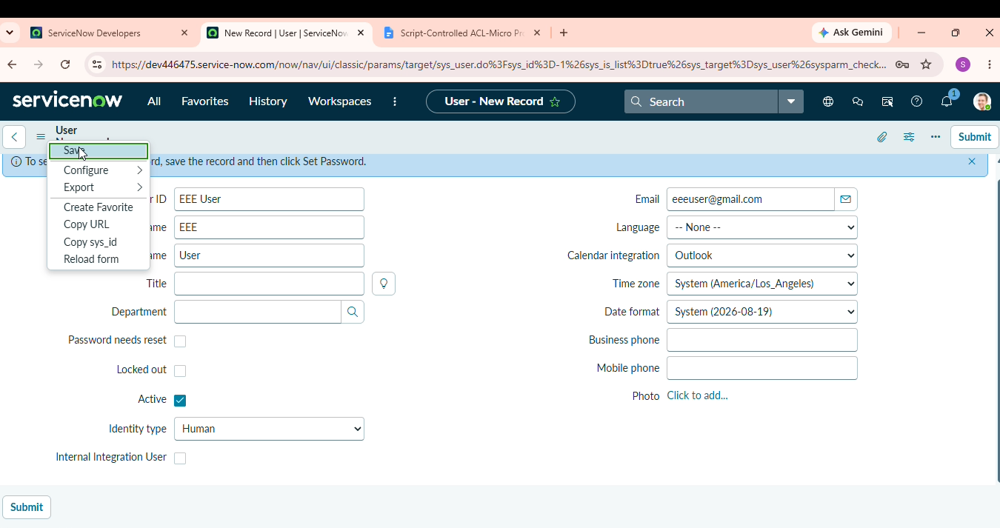 ServiceNow Developers
New Record | User | ServiceNow
Script-Controlled ACL-Micro Pr
Ask Gemini
https://dev446475.service-now.com/now/nav/ui/classic/params/target/sys_user.do%3Fsys_id%3D-1%26sys_is_list%3Dtrue%26sys_target%3Dsys_user%26sysparm_check...
S
servicenow
All
Favorites
History
Workspaces
User - New Record
Search
1
User
Submit
Save
To se
rd, save the record and then click Set Password.
Configure
Export
Create Favorite
Copy URL
Copy sys_id
Reload form
r ID
EEE User
ame
EEE
ame
User
Title
Department
Password needs reset
Locked out
Active
Identity type
Human
Internal Integration User
Email
eeeuser@gmail.com
Language
-- None --
Calendar integration
Outlook
Time zone
System (America/Los_Angeles)
Date format
System (2026-08-19)
Business phone
Mobile phone
Photo
Click to add...
Submit